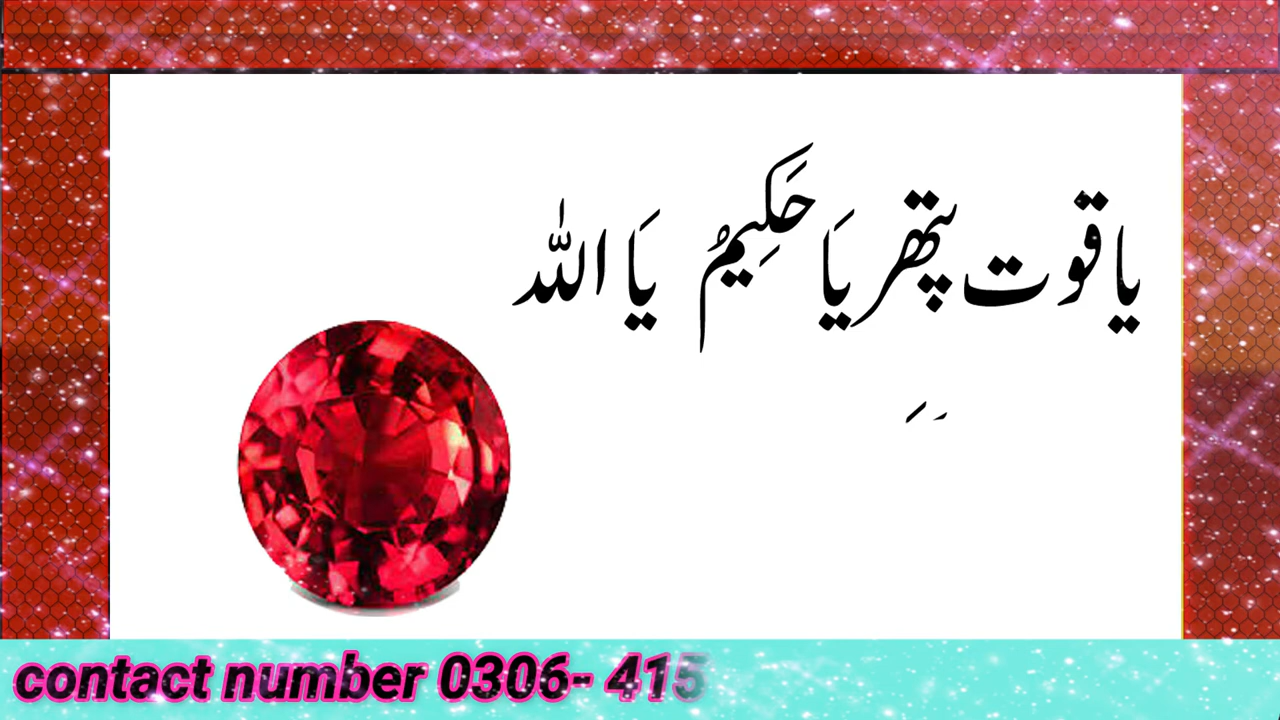 یاقوت پتھر یَا حَکِیمُ یَا اللہ
contact number 0306- 415